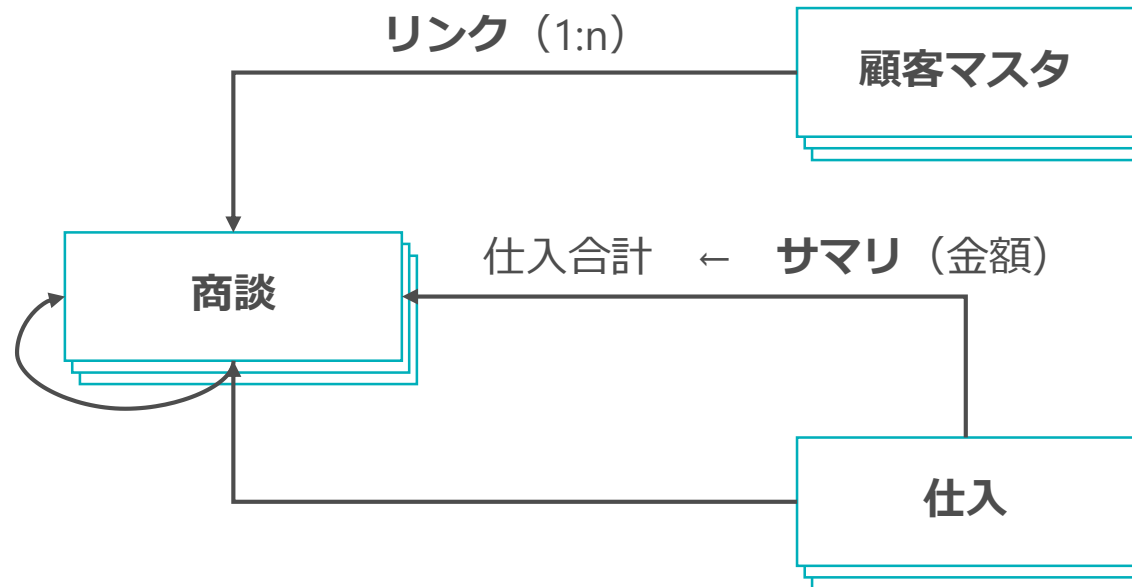 リンク（1:n）
顧客マスタ
仕入合計　←　サマリ（金額）
商談
仕入